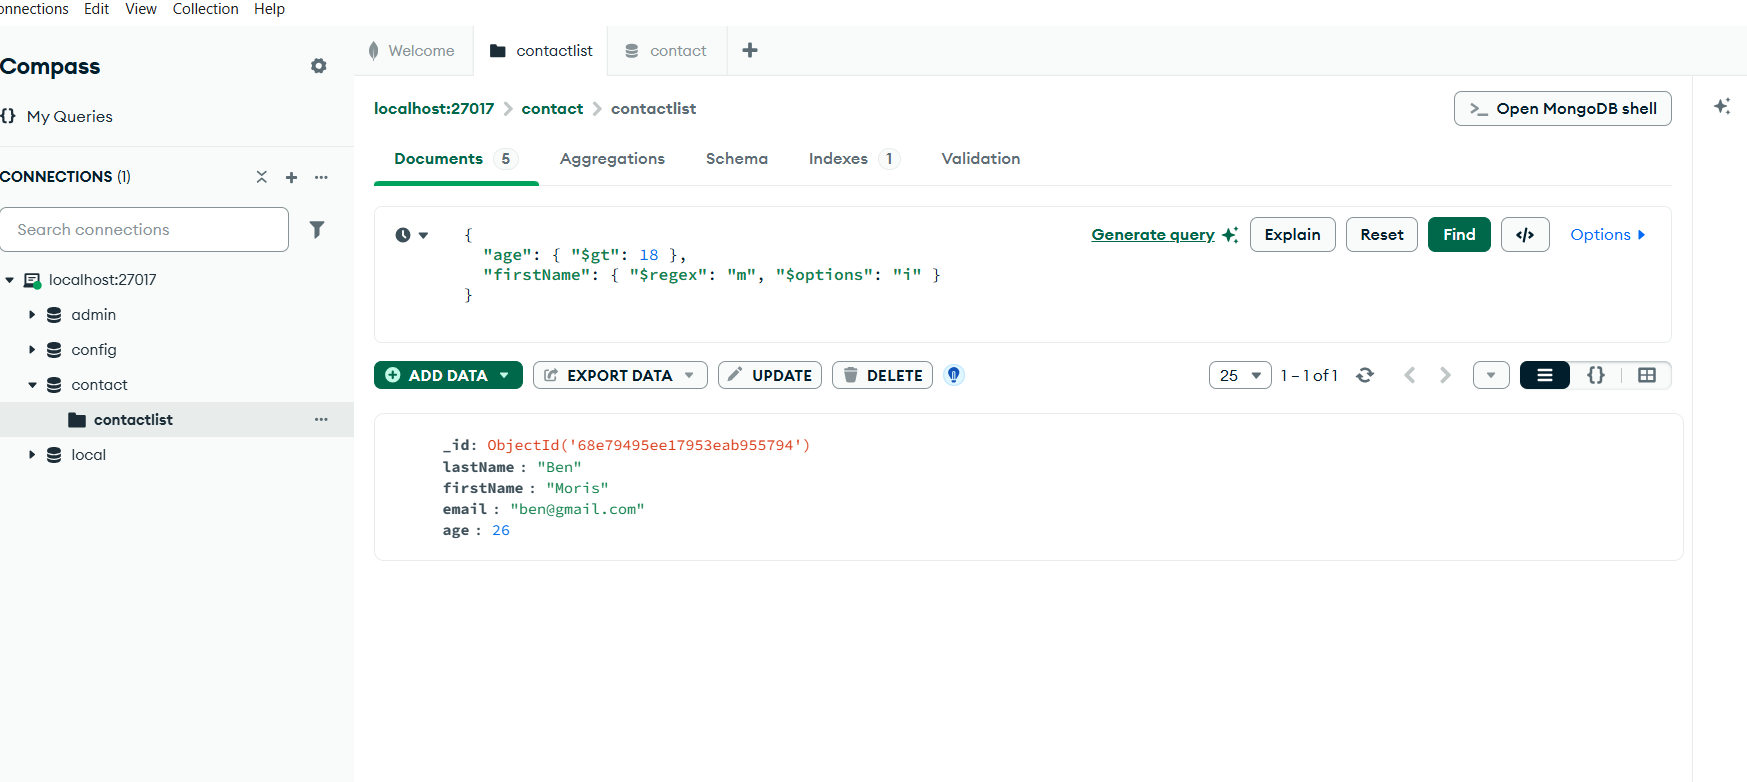 onnections Edit View Collection Help
Compass
Welcome contactlist contact
{} My Queries
localhost:27017 contact contactlist
>_ Open MongoDB shell
Documents 5 Aggregations Schema Indexes 1 Validation
CONNECTIONS (1)
Search connections
{
"age": { "$gt": 18 },
"firstName": { "$regex": "m", "$options": "i" }
}
Generate query Explain Reset Find </> Options
localhost:27017
admin
config
contact
contactlist
local
ADD DATA EXPORT DATA UPDATE DELETE
25 1 – 1 of 1 {}
_id: ObjectId('68e79495ee17953eab955794')
lastName : "Ben"
firstName : "Moris"
email : "ben@gmail.com"
age : 26